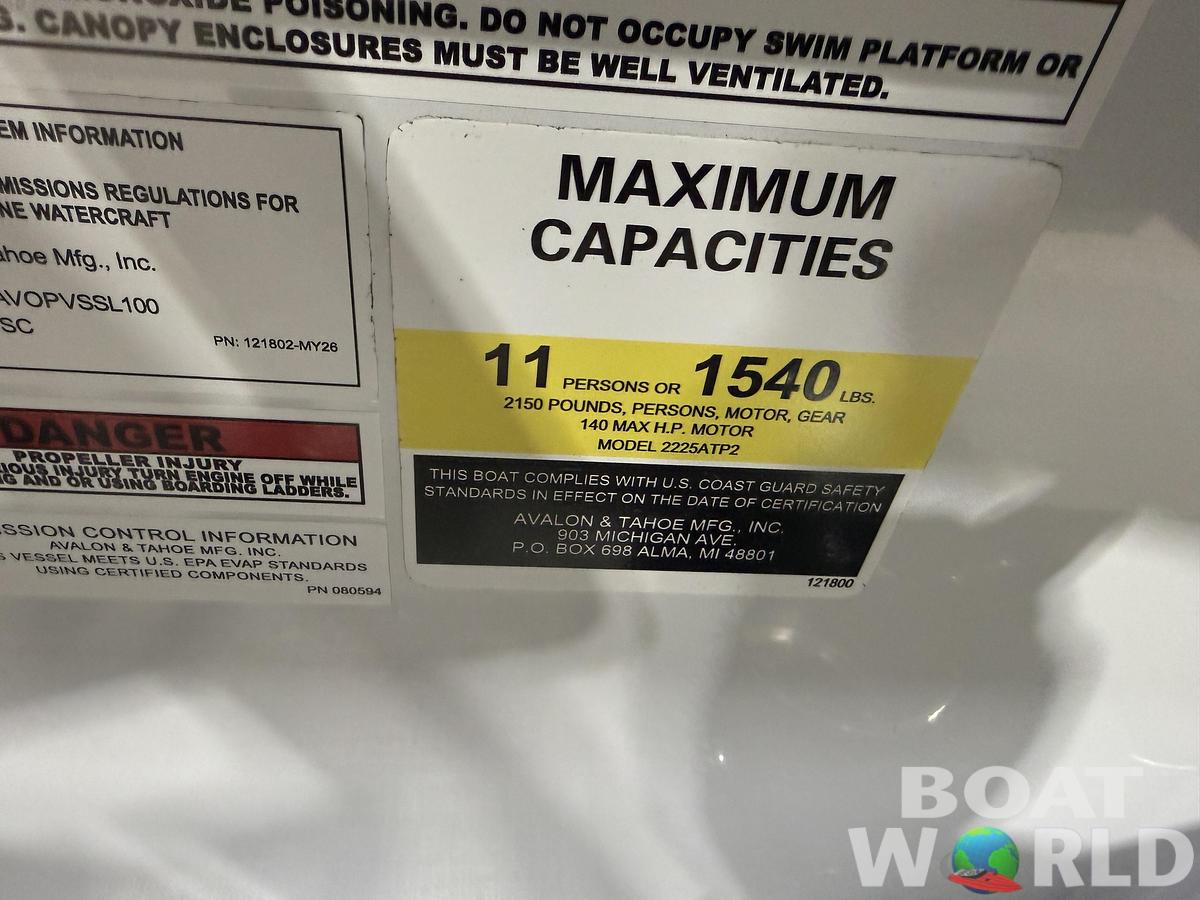 POISONING. DO NOT OCCUPY SWIM PLATFORM OR
CANOPY ENCLOSURES MUST BE WELL VENTILATED.
EM INFORMATION
MISSIONS REGULATIONS FOR
NE WATERCRAFT
ahoe Mfg., Inc.
AVOPVSSL100
SC
PN: 121802-MY26
DANGER
PROPELLER INJURY
IOUS INJURY TURN ENGINE OFF WHILE
G AND OR USING BOARDING LADDERS.
ISSION CONTROL INFORMATION
AVALON & TAHOE MFG. INC.
S VESSEL MEETS U.S. EPA EVAP STANDARDS
USING CERTIFIED COMPONENTS.
PN 080594
MAXIMUM
CAPACITIES
11 PERSONS OR 1540 LBS.
2150 POUNDS, PERSONS, MOTOR, GEAR
140 MAX H.P. MOTOR
MODEL 2225ATP2
THIS BOAT COMPLIES WITH U.S. COAST GUARD SAFETY
STANDARDS IN EFFECT ON THE DATE OF CERTIFICATION
AVALON & TAHOE MFG., INC.
903 MICHIGAN AVE.
P.O. BOX 698 ALMA, MI 48801
121800
BOAT
WORLD